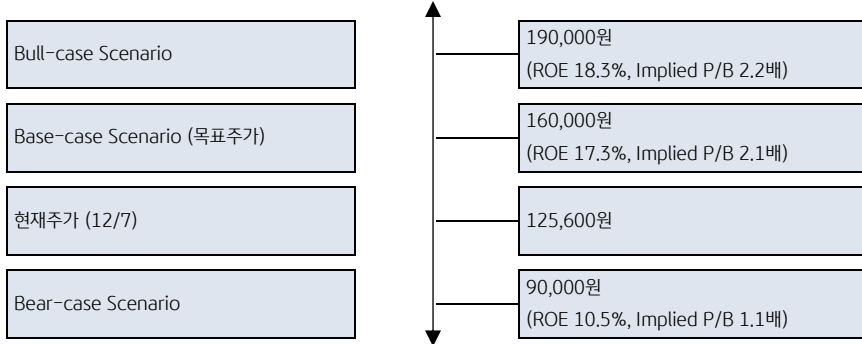 Bull-case Scenario
190,000원
(ROE 18.3%, Implied P/B 2.2배)
Base-case Scenario (목표주가)
160,000원
(ROE 17.3%, Implied P/B 2.1배)
현재주가 (12/7)
125,600원
Bear-case Scenario
90,000원
(ROE 10.5%, Implied P/B 1.1배)